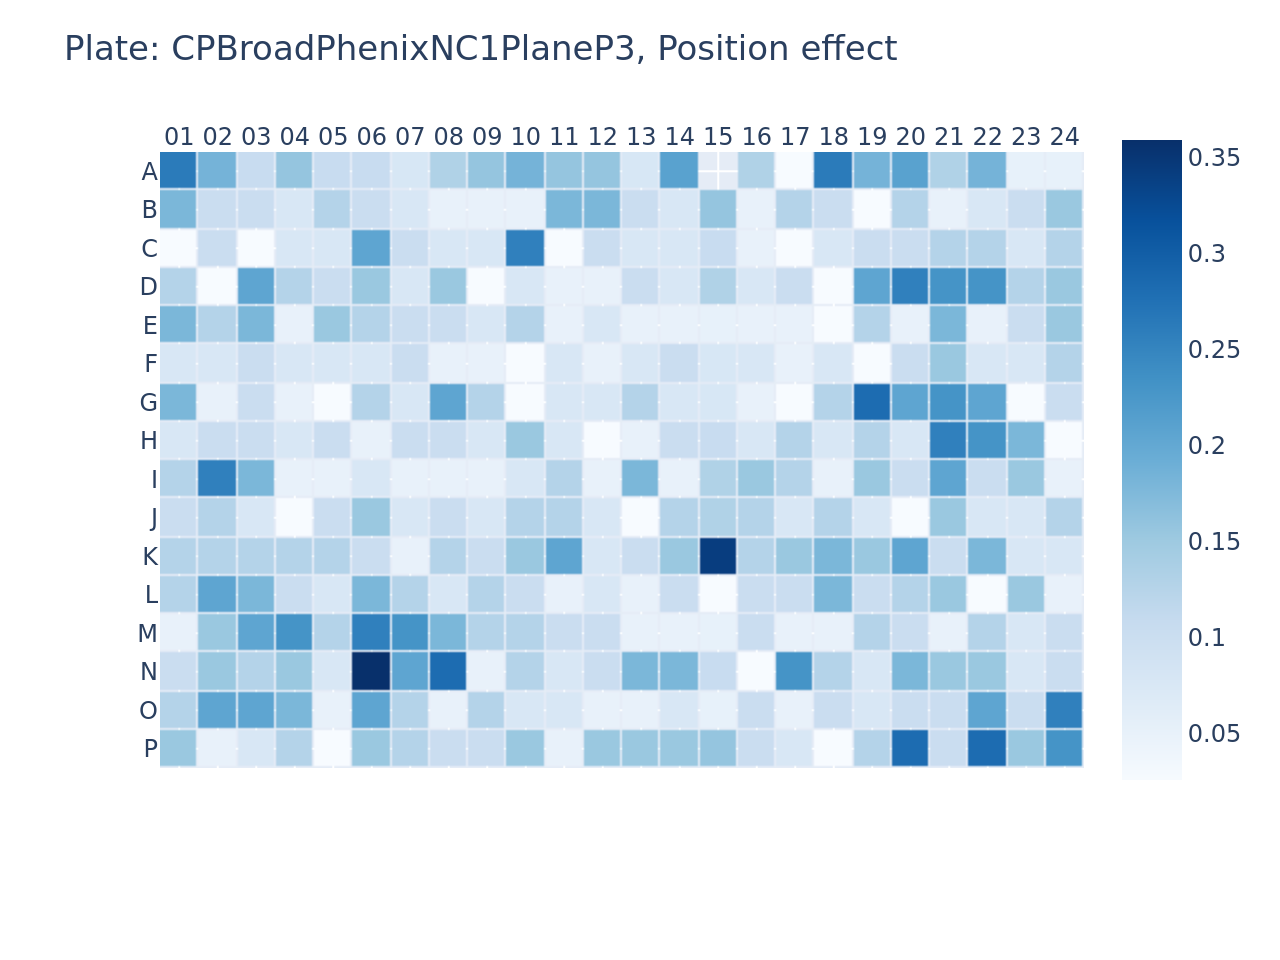 Plate: CPBroadPhenixNC1PlaneP3, Position effect
01 02 03 04 05 06 07 08 09 10 11 12 13 14 15 16 17 18 19 20 21 22 23 24
A
B
C
D
E
F
G
H
I
J
K
L
M
N
O
P
0.35
0.3
0.25
0.2
0.15
0.1
0.05